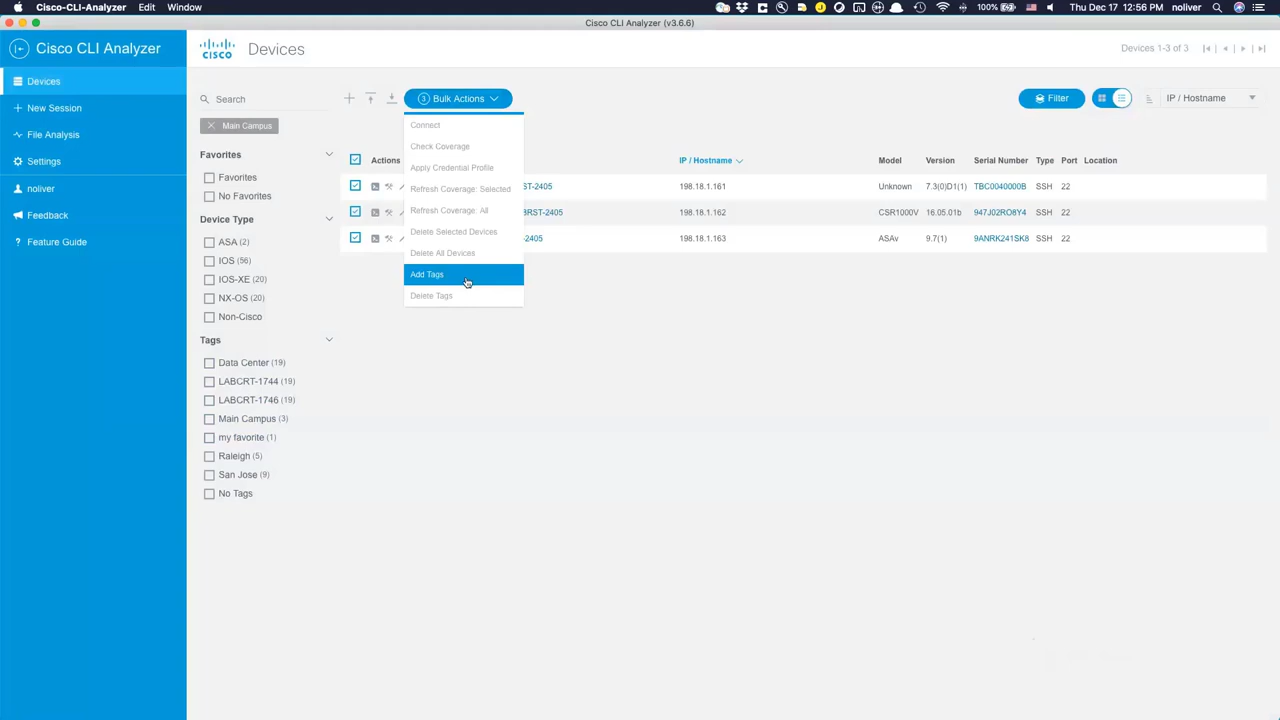 Cisco-CLI-Analyzer Edit Window
100% Thu Dec 17 12:56 PM noliver
Cisco CLI Analyzer (v3.6.6)
Cisco CLI Analyzer
CISCO
Devices
Devices 1-3 of 3
Devices
New Session
File Analysis
Settings
noliver
Feedback
? Feature Guide
Search
3 Bulk Actions
Filter
IP / Hostname
Main Campus
Connect
Check Coverage
Apply Credential Profile
Refresh Coverage: Selected
Refresh Coverage: All
Delete Selected Devices
Delete All Devices
Add Tags
Delete Tags
Favorites
Favorites
No Favorites
Device Type
ASA (2)
IOS (56)
IOS-XE (20)
NX-OS (20)
Non-Cisco
Tags
Data Center (19)
LABCRT-1744 (19)
LABCRT-1746 (19)
Main Campus (3)
my favorite (1)
Raleigh (5)
San Jose (9)
No Tags
Actions IP / Hostname Model Version Serial Number Type Port Location
ST-2405 198.18.1.161 Unknown 7.3(0)D1(1) TBC0040000B SSH 22
BRST-2405 198.18.1.162 CSR1000V 16.05.01b 947J02RO8Y4 SSH 22
-2405 198.18.1.163 ASAv 9.7(1) 9ANRK241SK8 SSH 22